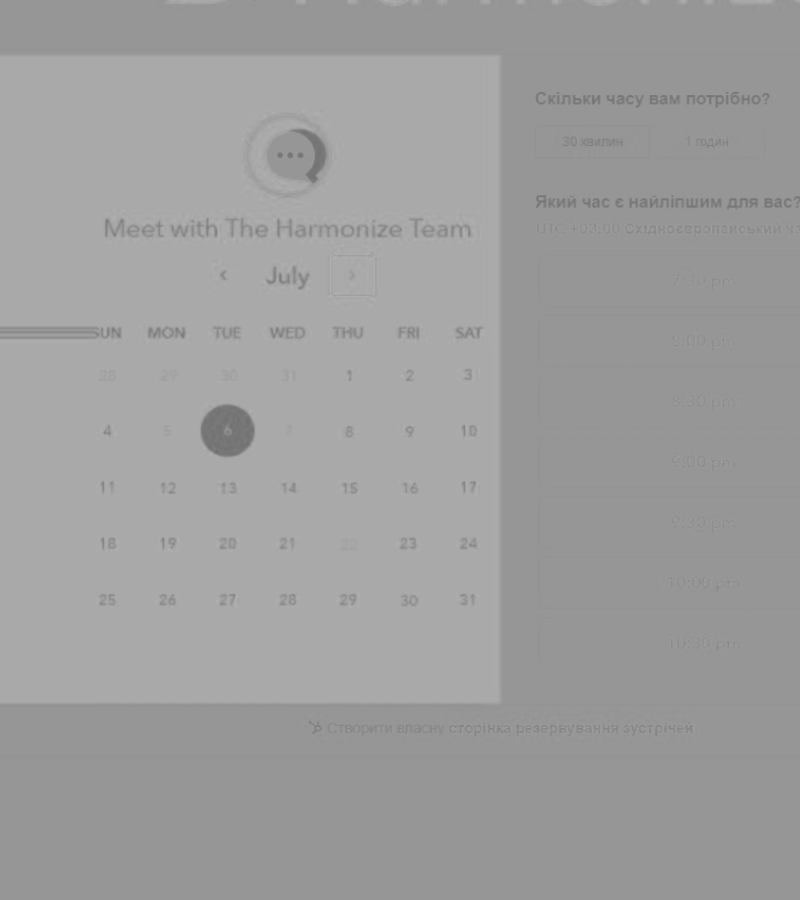 Meet with The Harmonize Team
July
SUN MON TUE WED THU FRI SAT
28 29 30 31 1 2 3
4 5 6 7 8 9 10
11 12 13 14 15 16 17
18 19 20 21 22 23 24
25 26 27 28 29 30 31
Скільки часу вам потрібно?
30 хвилин 1 годин
Який час є найліпшим для вас?
UTC +03:00 Східноєвропейський
7:30 pm
8:00 pm
8:30 pm
9:00 pm
9:30 pm
10:00 pm
10:30 pm
Створити власну сторінка резервування зустрічей